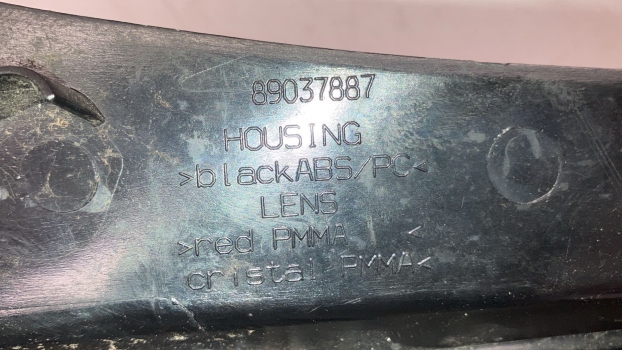 89037887
HOUSING
>blackABS/PC<
LENS
>red PMMA <
cristal PMMA<